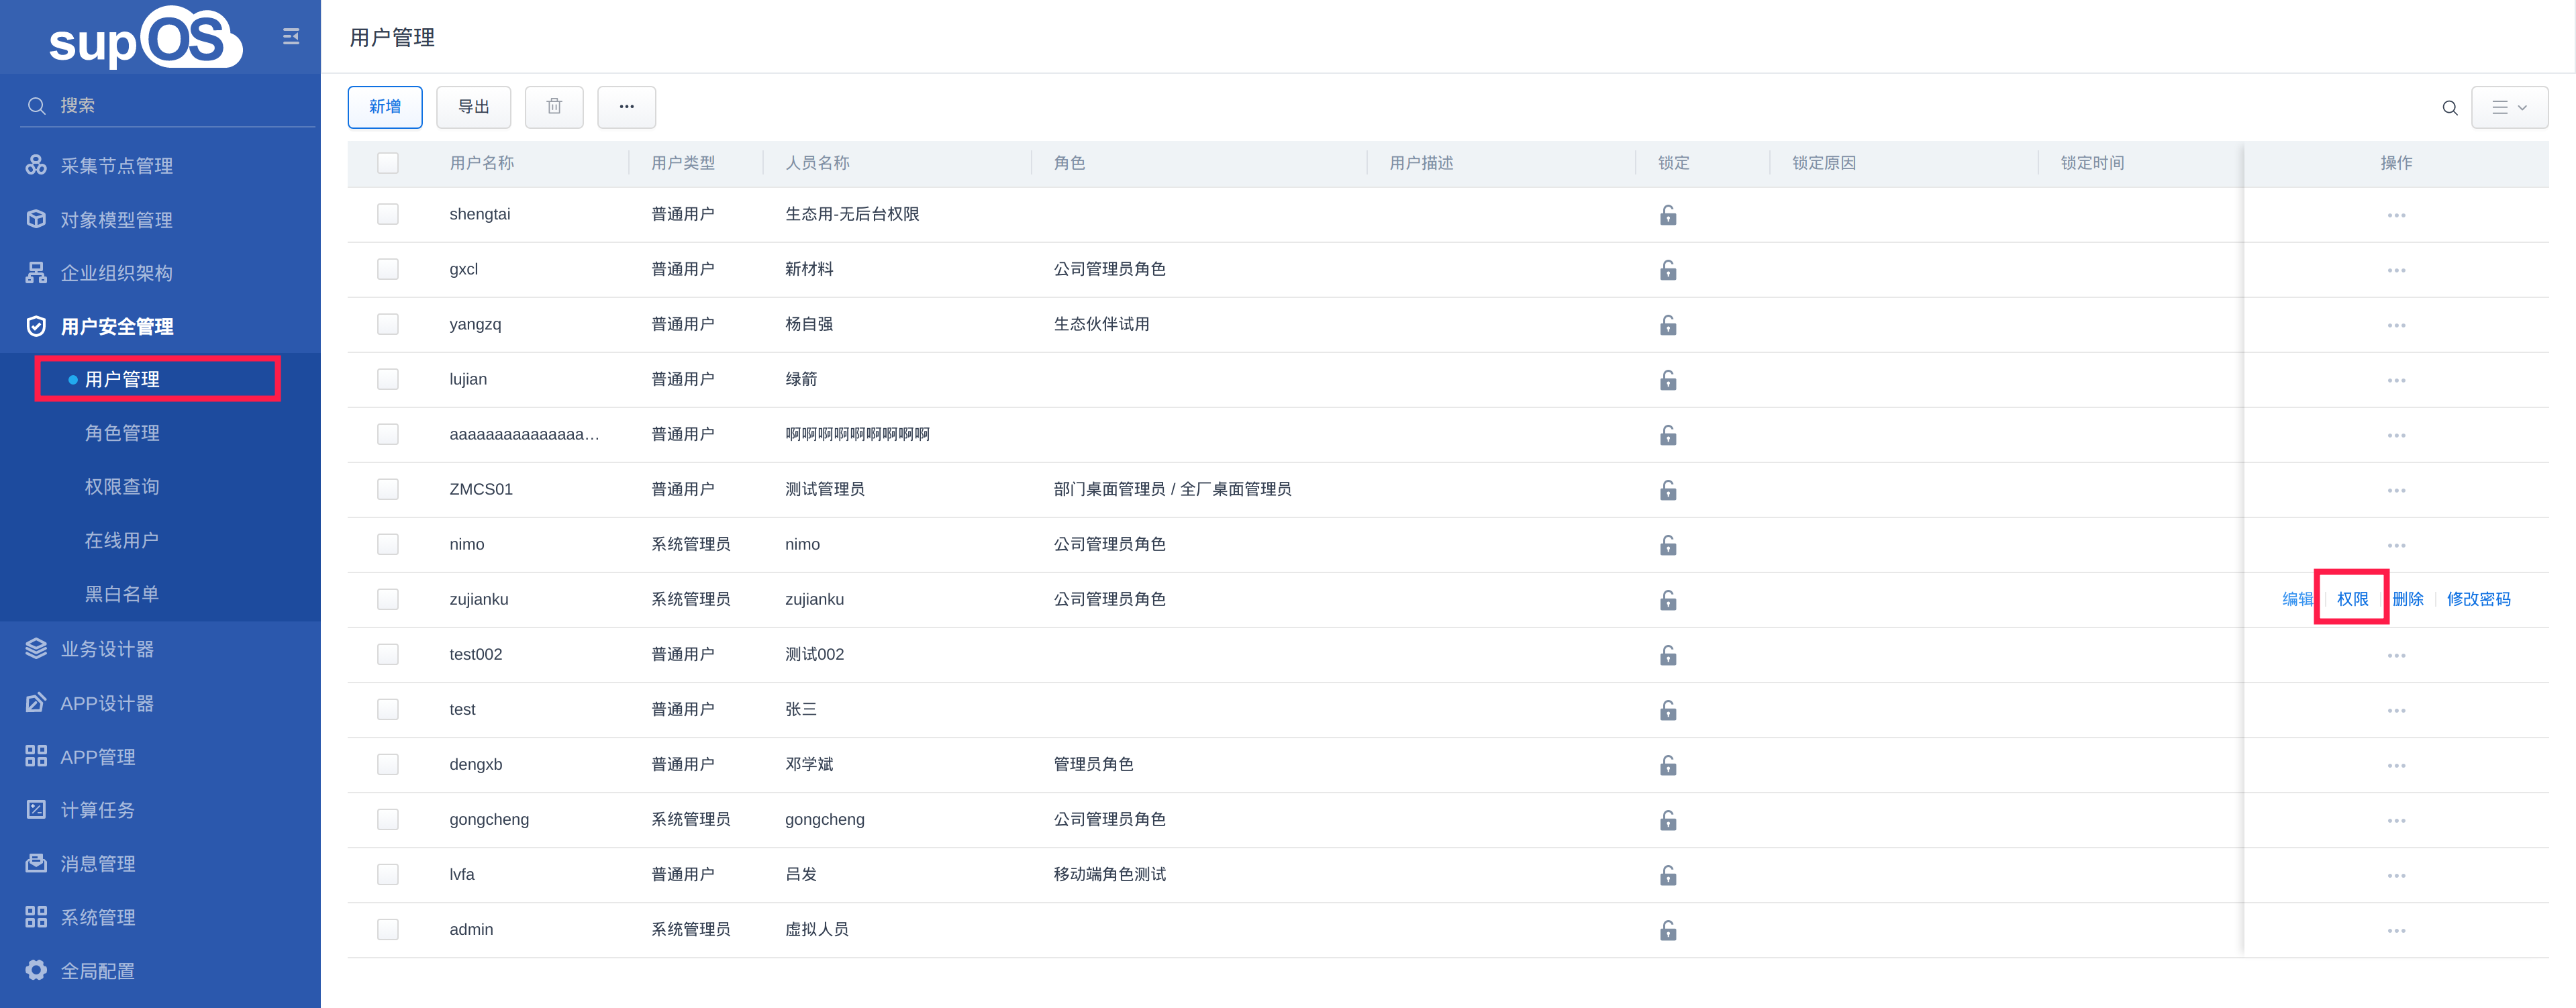 supOS
搜索
采集节点管理
对象模型管理
企业组织架构
用户安全管理
用户管理
角色管理
权限查询
在线用户
黑白名单
业务设计器
APP设计器
APP管理
计算任务
消息管理
系统管理
全局配置
用户管理
新增 导出 ···
用户名称 用户类型 人员名称 角色 用户描述 锁定 锁定原因 锁定时间 操作
shengtai 普通用户 生态用-无后台权限
gxcl 普通用户 新材料 公司管理员角色
yangzq 普通用户 杨自强 生态伙伴试用
lujian 普通用户 绿箭
aaaaaaaaaaaaaaa… 普通用户 啊啊啊啊啊啊啊啊啊
ZMCS01 普通用户 测试管理员 部门桌面管理员 / 全厂桌面管理员
nimo 系统管理员 nimo 公司管理员角色
zujianku 系统管理员 zujianku 公司管理员角色 编辑 权限 删除 修改密码
test002 普通用户 测试002
test 普通用户 张三
dengxb 普通用户 邓学斌 管理员角色
gongcheng 系统管理员 gongcheng 公司管理员角色
lvfa 普通用户 吕发 移动端角色测试
admin 系统管理员 虚拟人员